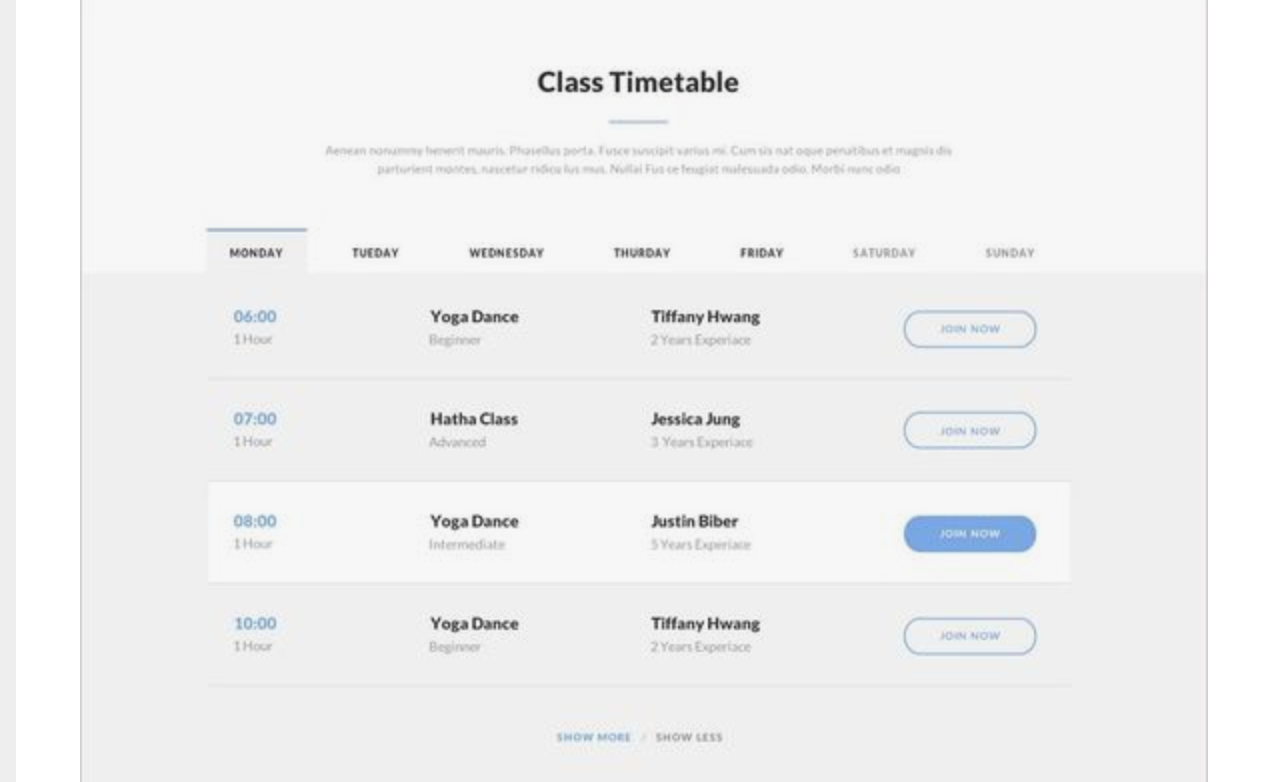 Class Timetable
Aenean nonummy henerit mauris. Phasellus porta. Fusce suscipit varius mi. Cum sis nat oque penatibus et magnis dis
parturient montes, nascetur ridicu lus mus. Nullai Fus ce feugiat malesuada odio. Morbi nunc odio
MONDAY TUEDAY WEDNESDAY THURDAY FRIDAY SATURDAY SUNDAY
06:00 Yoga Dance Tiffany Hwang
1 Hour Beginner 2 Years Experiace
JOIN NOW
07:00 Hatha Class Jessica Jung
1 Hour Advanced 3 Years Experiace
JOIN NOW
08:00 Yoga Dance Justin Biber
1 Hour Intermediate 5 Years Experiace
JOIN NOW
10:00 Yoga Dance Tiffany Hwang
1 Hour Beginner 2 Years Experiace
JOIN NOW
SHOW MORE / SHOW LESS